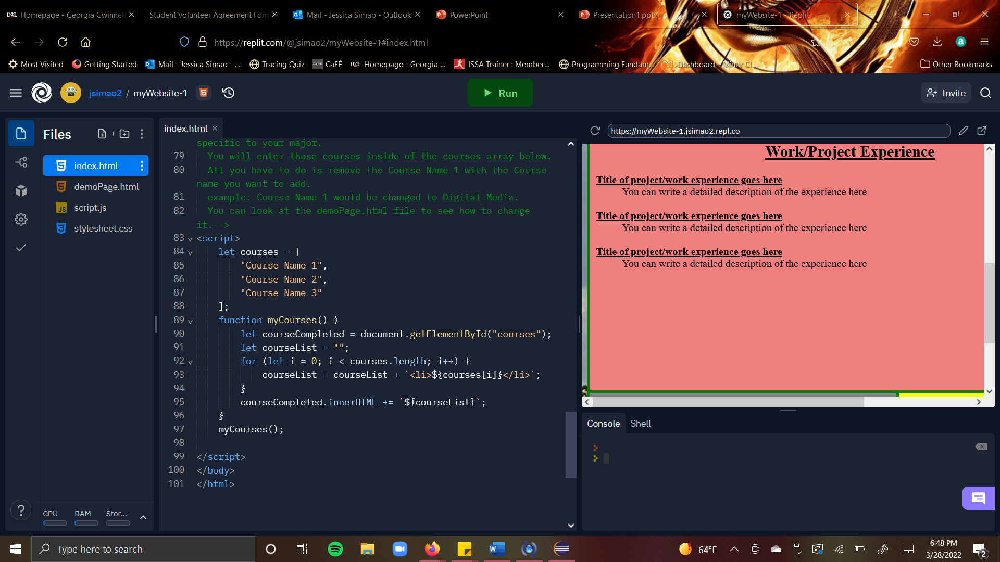 D2L Homepage - Georgia Gwinnett
Student Volunteer Agreement Form
Mail - Jessica Simao - Outlook
PowerPoint
Presentation1.pptx
myWebsite-1 - Replit
https://replit.com/@jsimao2/myWebsite-1#index.html
Most Visited
Getting Started
Mail - Jessica Simao - ...
Tracing Quiz
CaFÉ CaFÉ
D2L Homepage - Georgia ...
ISSA Trainer : Member...
Programming Fundam...
Dashboard - Mimir Cl...
Other Bookmarks
jsimao2 / myWebsite-1
Run
Invite
Files
index.html
demoPage.html
JS script.js
stylesheet.css
CPU
RAM
Stor...
index.html
specific to your major.
79 You will enter these courses inside of the courses array below.
80 All you have to do is remove the Course Name 1 with the Course
name you want to add.
81 example: Course Name 1 would be changed to Digital Media.
82 You can look at the demoPage.html file to see how to change
it.-->
83 <script>
84 let courses = [
85 "Course Name 1",
86 "Course Name 2",
87 "Course Name 3"
88 ];
89 function myCourses() {
90 let courseCompleted = document.getElementById("courses");
91 let courseList = "";
92 for (let i = 0; i < courses.length; i++) {
93 courseList = courseList + `<li>${courses[i]}</li>`;
94 }
95 courseCompleted.innerHTML += `${courseList}`;
96 }
97 myCourses();
98
99 </script>
100 </body>
101 </html>
https://myWebsite-1.jsimao2.repl.co
Work/Project Experience
Title of project/work experience goes here
You can write a detailed description of the experience here
Title of project/work experience goes here
You can write a detailed description of the experience here
Title of project/work experience goes here
You can write a detailed description of the experience here
Console
Shell
Type here to search
64°F
6:48 PM
3/28/2022
2